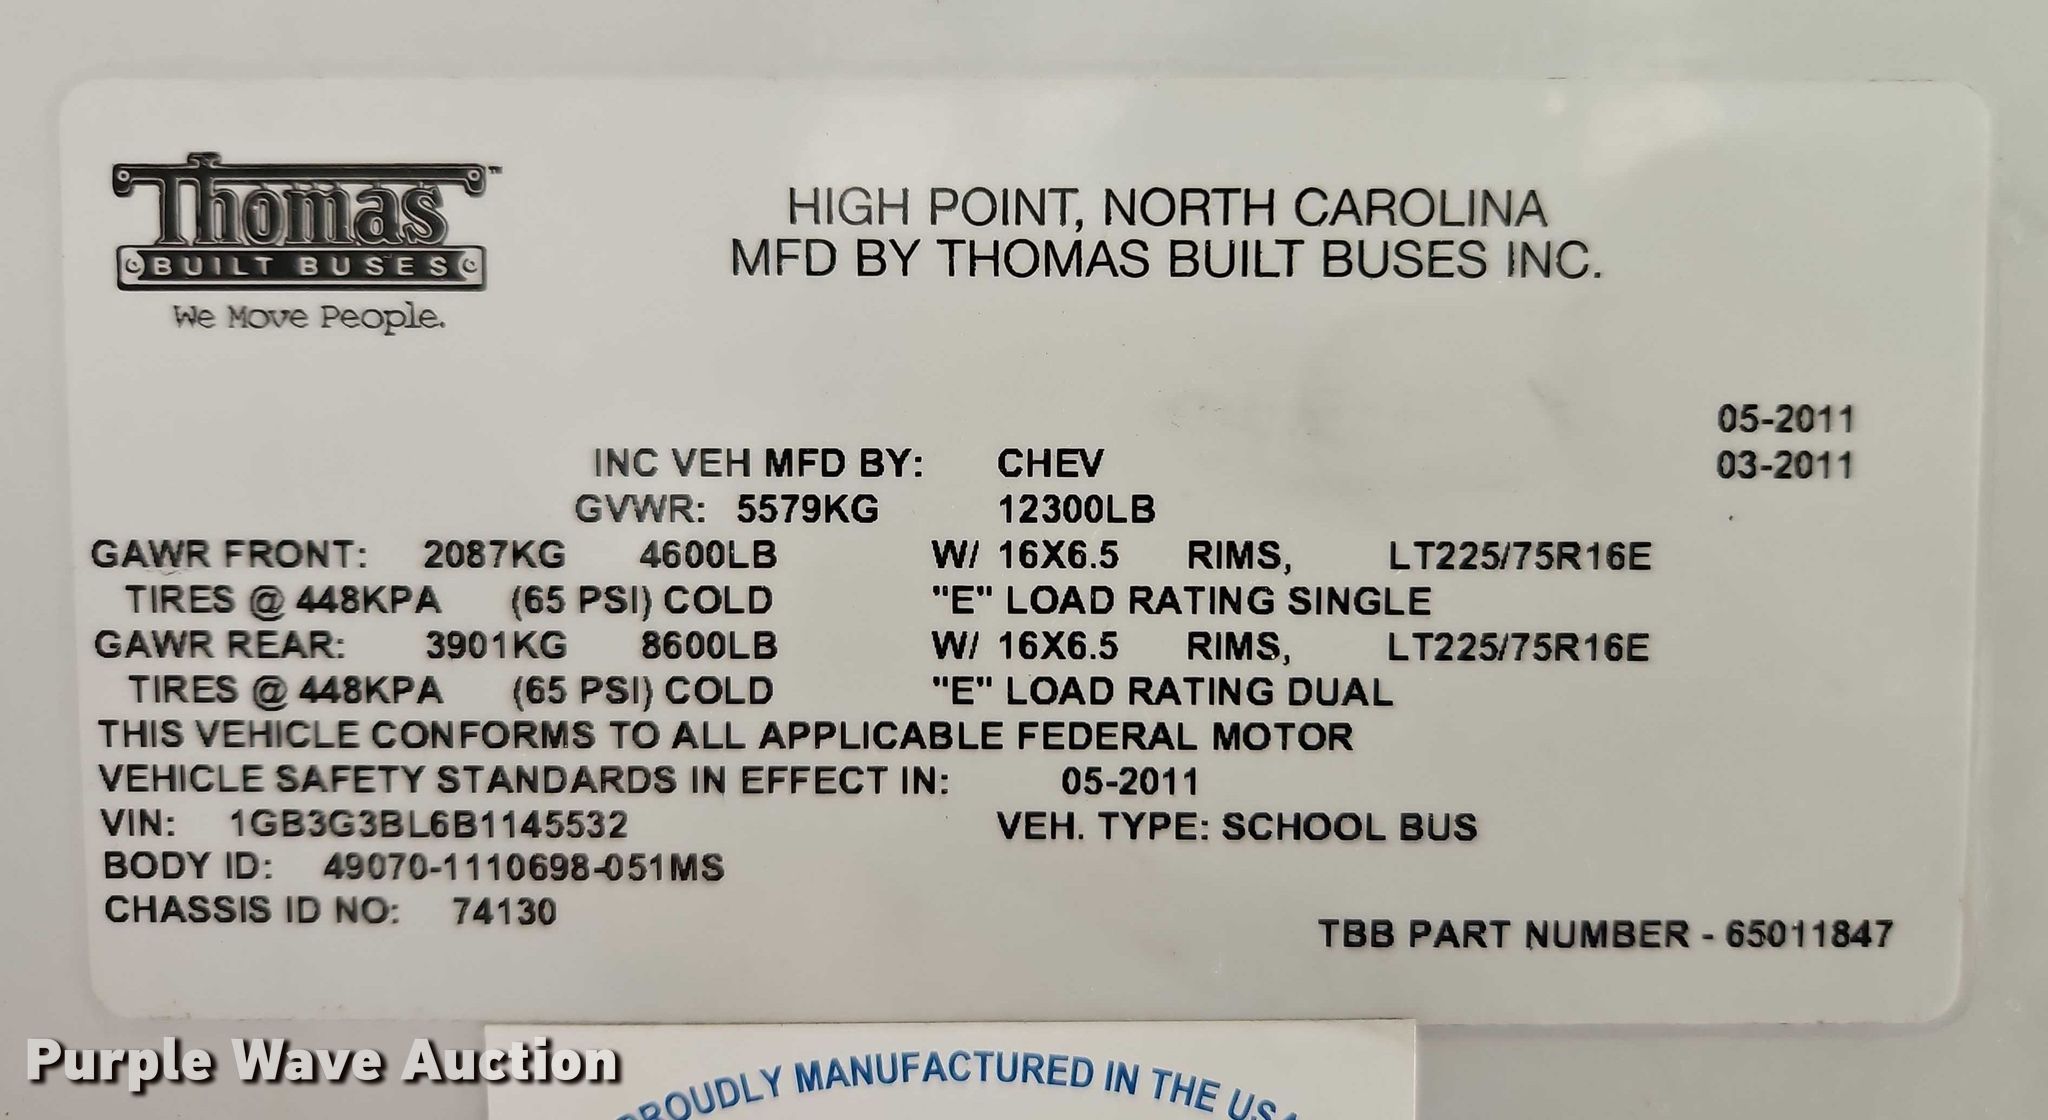 Thomas™
BUILT BUSES
We Move People.
HIGH POINT, NORTH CAROLINA
MFD BY THOMAS BUILT BUSES INC.
05-2011
INC VEH MFD BY: CHEV 03-2011
GVWR: 5579KG 12300LB
GAWR FRONT: 2087KG 4600LB W/ 16X6.5 RIMS, LT225/75R16E
TIRES @ 448KPA (65 PSI) COLD "E" LOAD RATING SINGLE
GAWR REAR: 3901KG 8600LB W/ 16X6.5 RIMS, LT225/75R16E
TIRES @ 448KPA (65 PSI) COLD "E" LOAD RATING DUAL
THIS VEHICLE CONFORMS TO ALL APPLICABLE FEDERAL MOTOR
VEHICLE SAFETY STANDARDS IN EFFECT IN: 05-2011
VIN: 1GB3G3BL6B1145532 VEH. TYPE: SCHOOL BUS
BODY ID: 49070-1110698-051MS
CHASSIS ID NO: 74130
TBB PART NUMBER - 65011847
Purple Wave Auction
PROUDLY MANUFACTURED IN THE USA